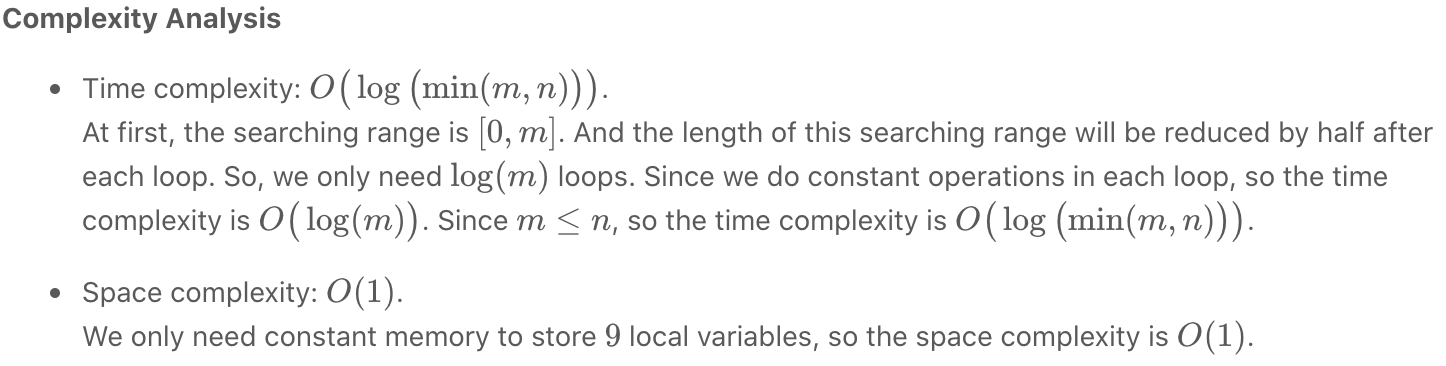 Complexity Analysis
• Time complexity: O(log(min(m, n))).
At first, the searching range is [0, m]. And the length of this searching range will be reduced by half after
each loop. So, we only need log(m) loops. Since we do constant operations in each loop, so the time
complexity is O(log(m)). Since m ≤ n, so the time complexity is O(log(min(m, n))).
• Space complexity: O(1).
We only need constant memory to store 9 local variables, so the space complexity is O(1).